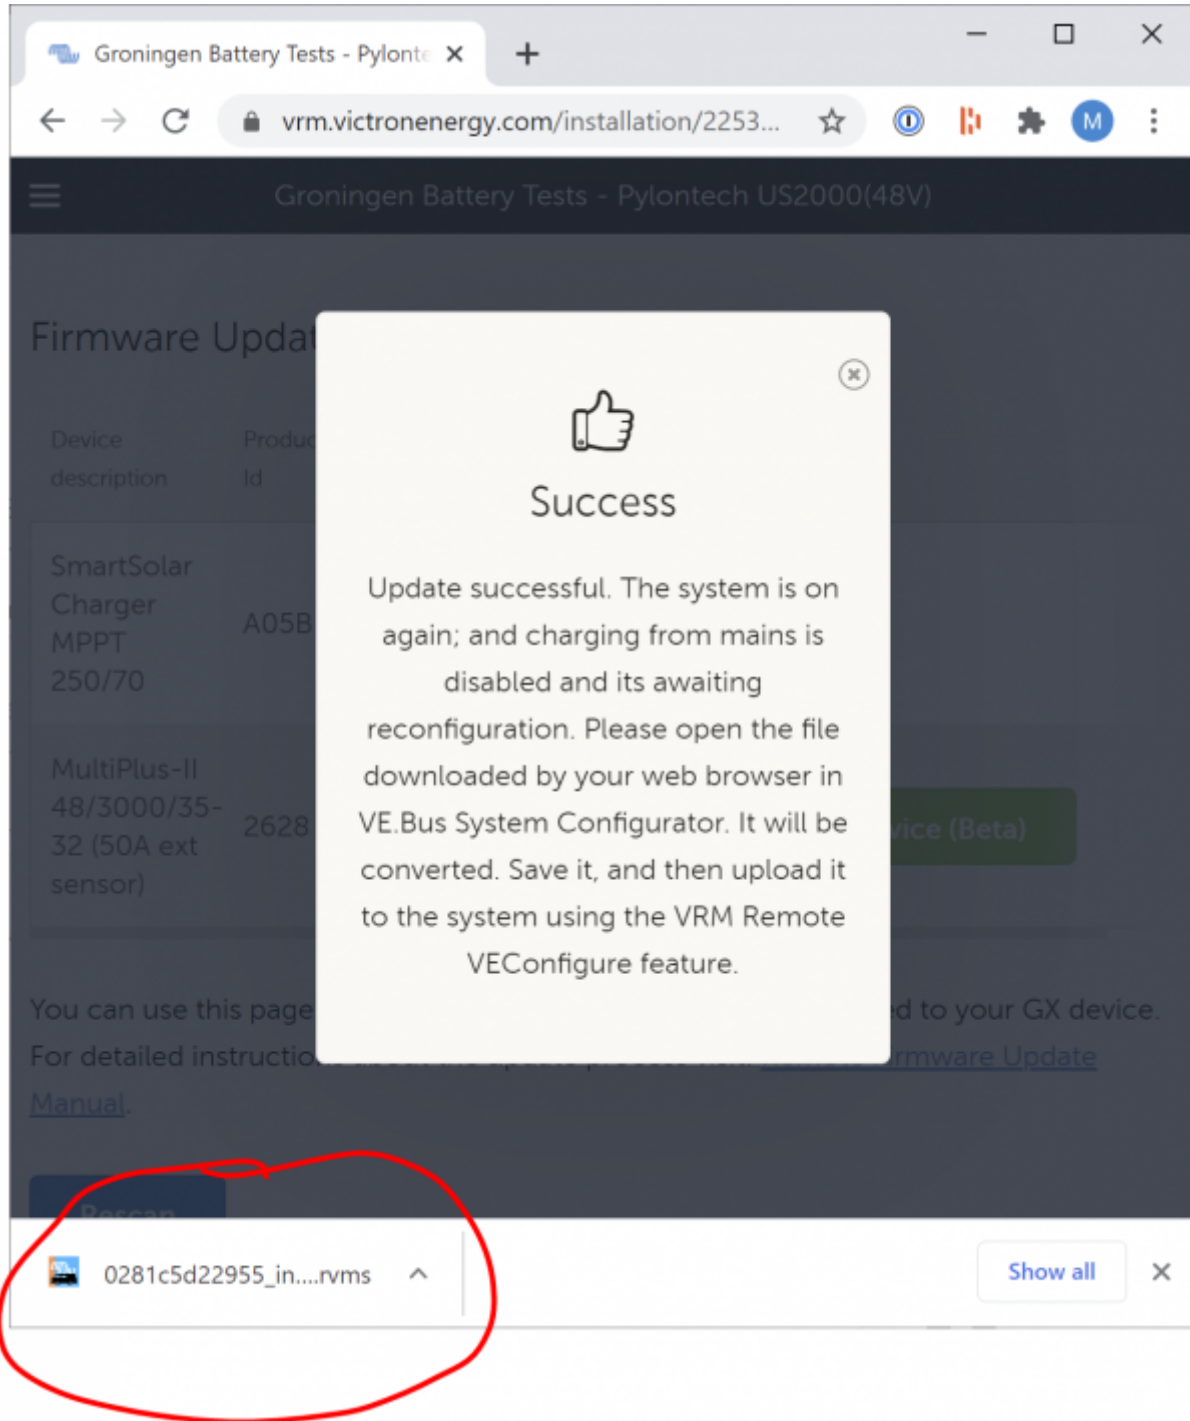 Groningen Battery Tests - Pylonte
vrm.victronenergy.com/installation/2253...
M
Groningen Battery Tests - Pylontech US2000(48V)
Firmware Updat
Device
description
Produc
Id
SmartSolar
Charger
MPPT
250/70
A05B
MultiPlus-II
48/3000/35-
32 (50A ext
sensor)
2628
vice (Beta)
Success
Update successful. The system is on
again; and charging from mains is
disabled and its awaiting
reconfiguration. Please open the file
downloaded by your web browser in
VE.Bus System Configurator. It will be
converted. Save it, and then upload it
to the system using the VRM Remote
VEConfigure feature.
You can use this page
ed to your GX device.
For detailed instructio
rmware Update
Manual.
Rescan
0281c5d22955_in....rvms
Show all